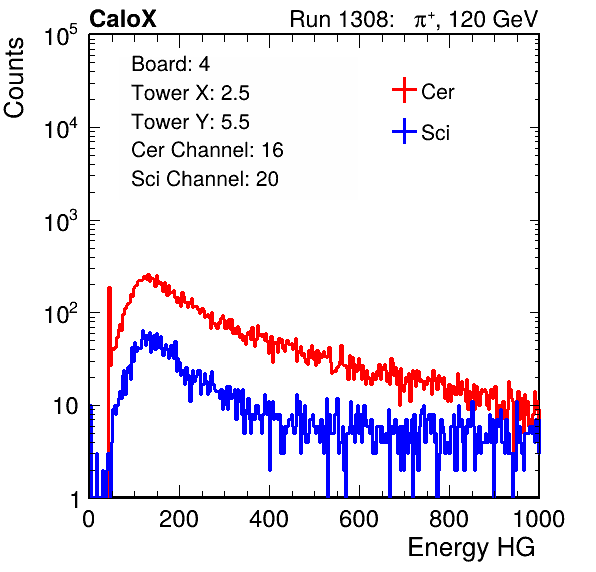 CaloX Run 1308: π⁺, 120 GeV
Counts
10⁵
10⁴
10³
10²
10
1
Board: 4
Tower X: 2.5
Tower Y: 5.5
Cer Channel: 16
Sci Channel: 20
Cer
Sci
0 200 400 600 800 1000
Energy HG